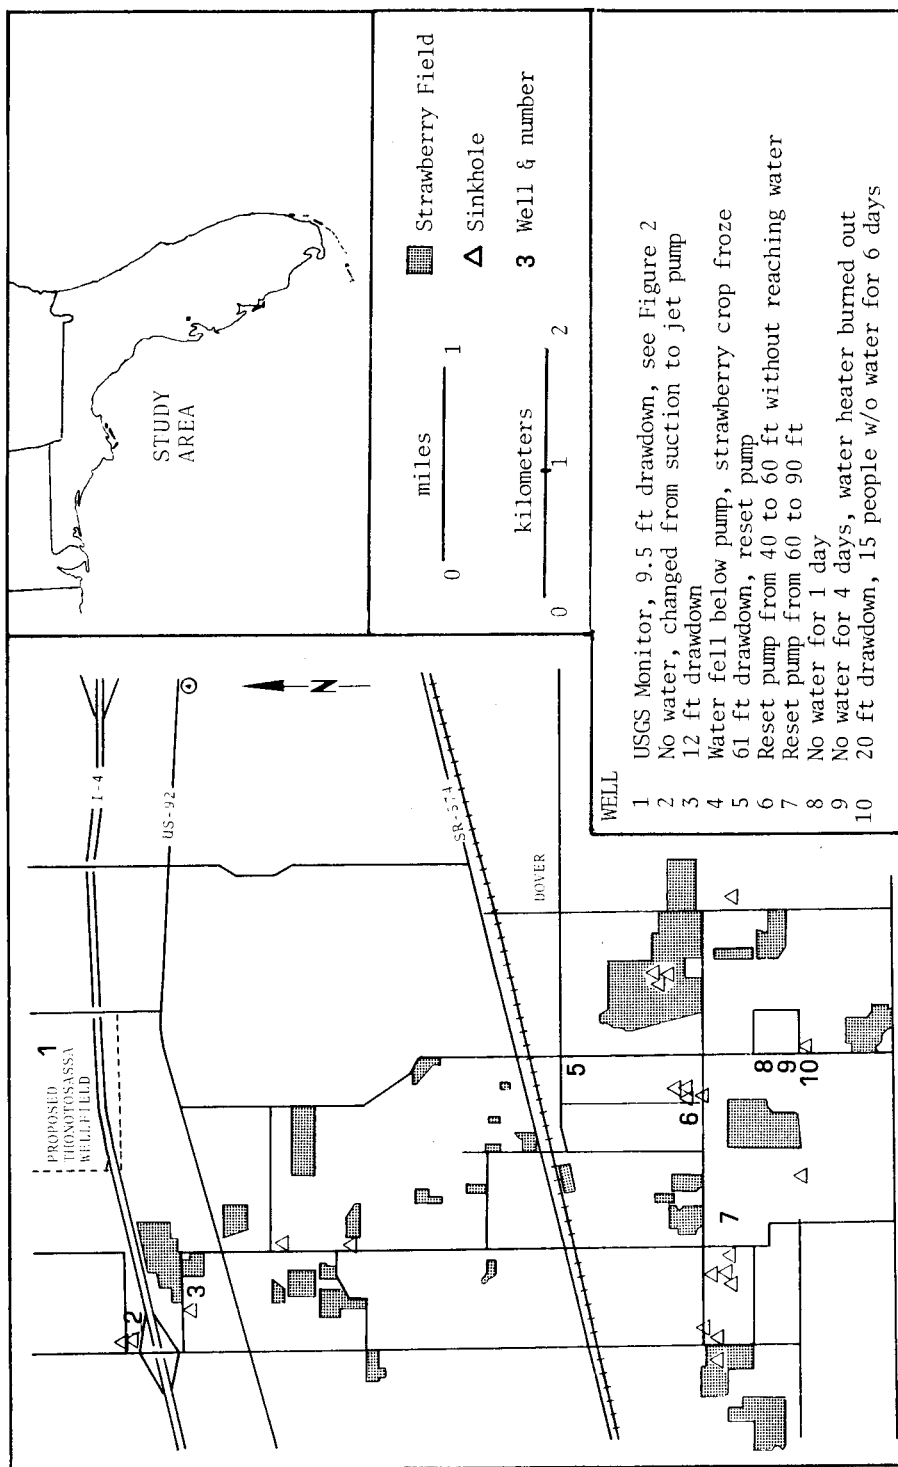 PROPOSED
THONOTOSASSA
WELLFIELD
1
I-4
US-92
2
3
N
SR-574
DOVER
5
6
7
8
9
10
STUDY
AREA
miles
0 1
kilometers
0 1 2
Strawberry Field
Sinkhole
3 Well & number
WELL
1 USGS Monitor, 9.5 ft drawdown, see Figure 2
2 No water, changed from suction to jet pump
3 12 ft drawdown
4 Water fell below pump, strawberry crop froze
5 61 ft drawdown, reset pump
6 Reset pump from 40 to 60 ft without reaching water
7 Reset pump from 60 to 90 ft
8 No water for 1 day
9 No water for 4 days, water heater burned out
10 20 ft drawdown, 15 people w/o water for 6 days